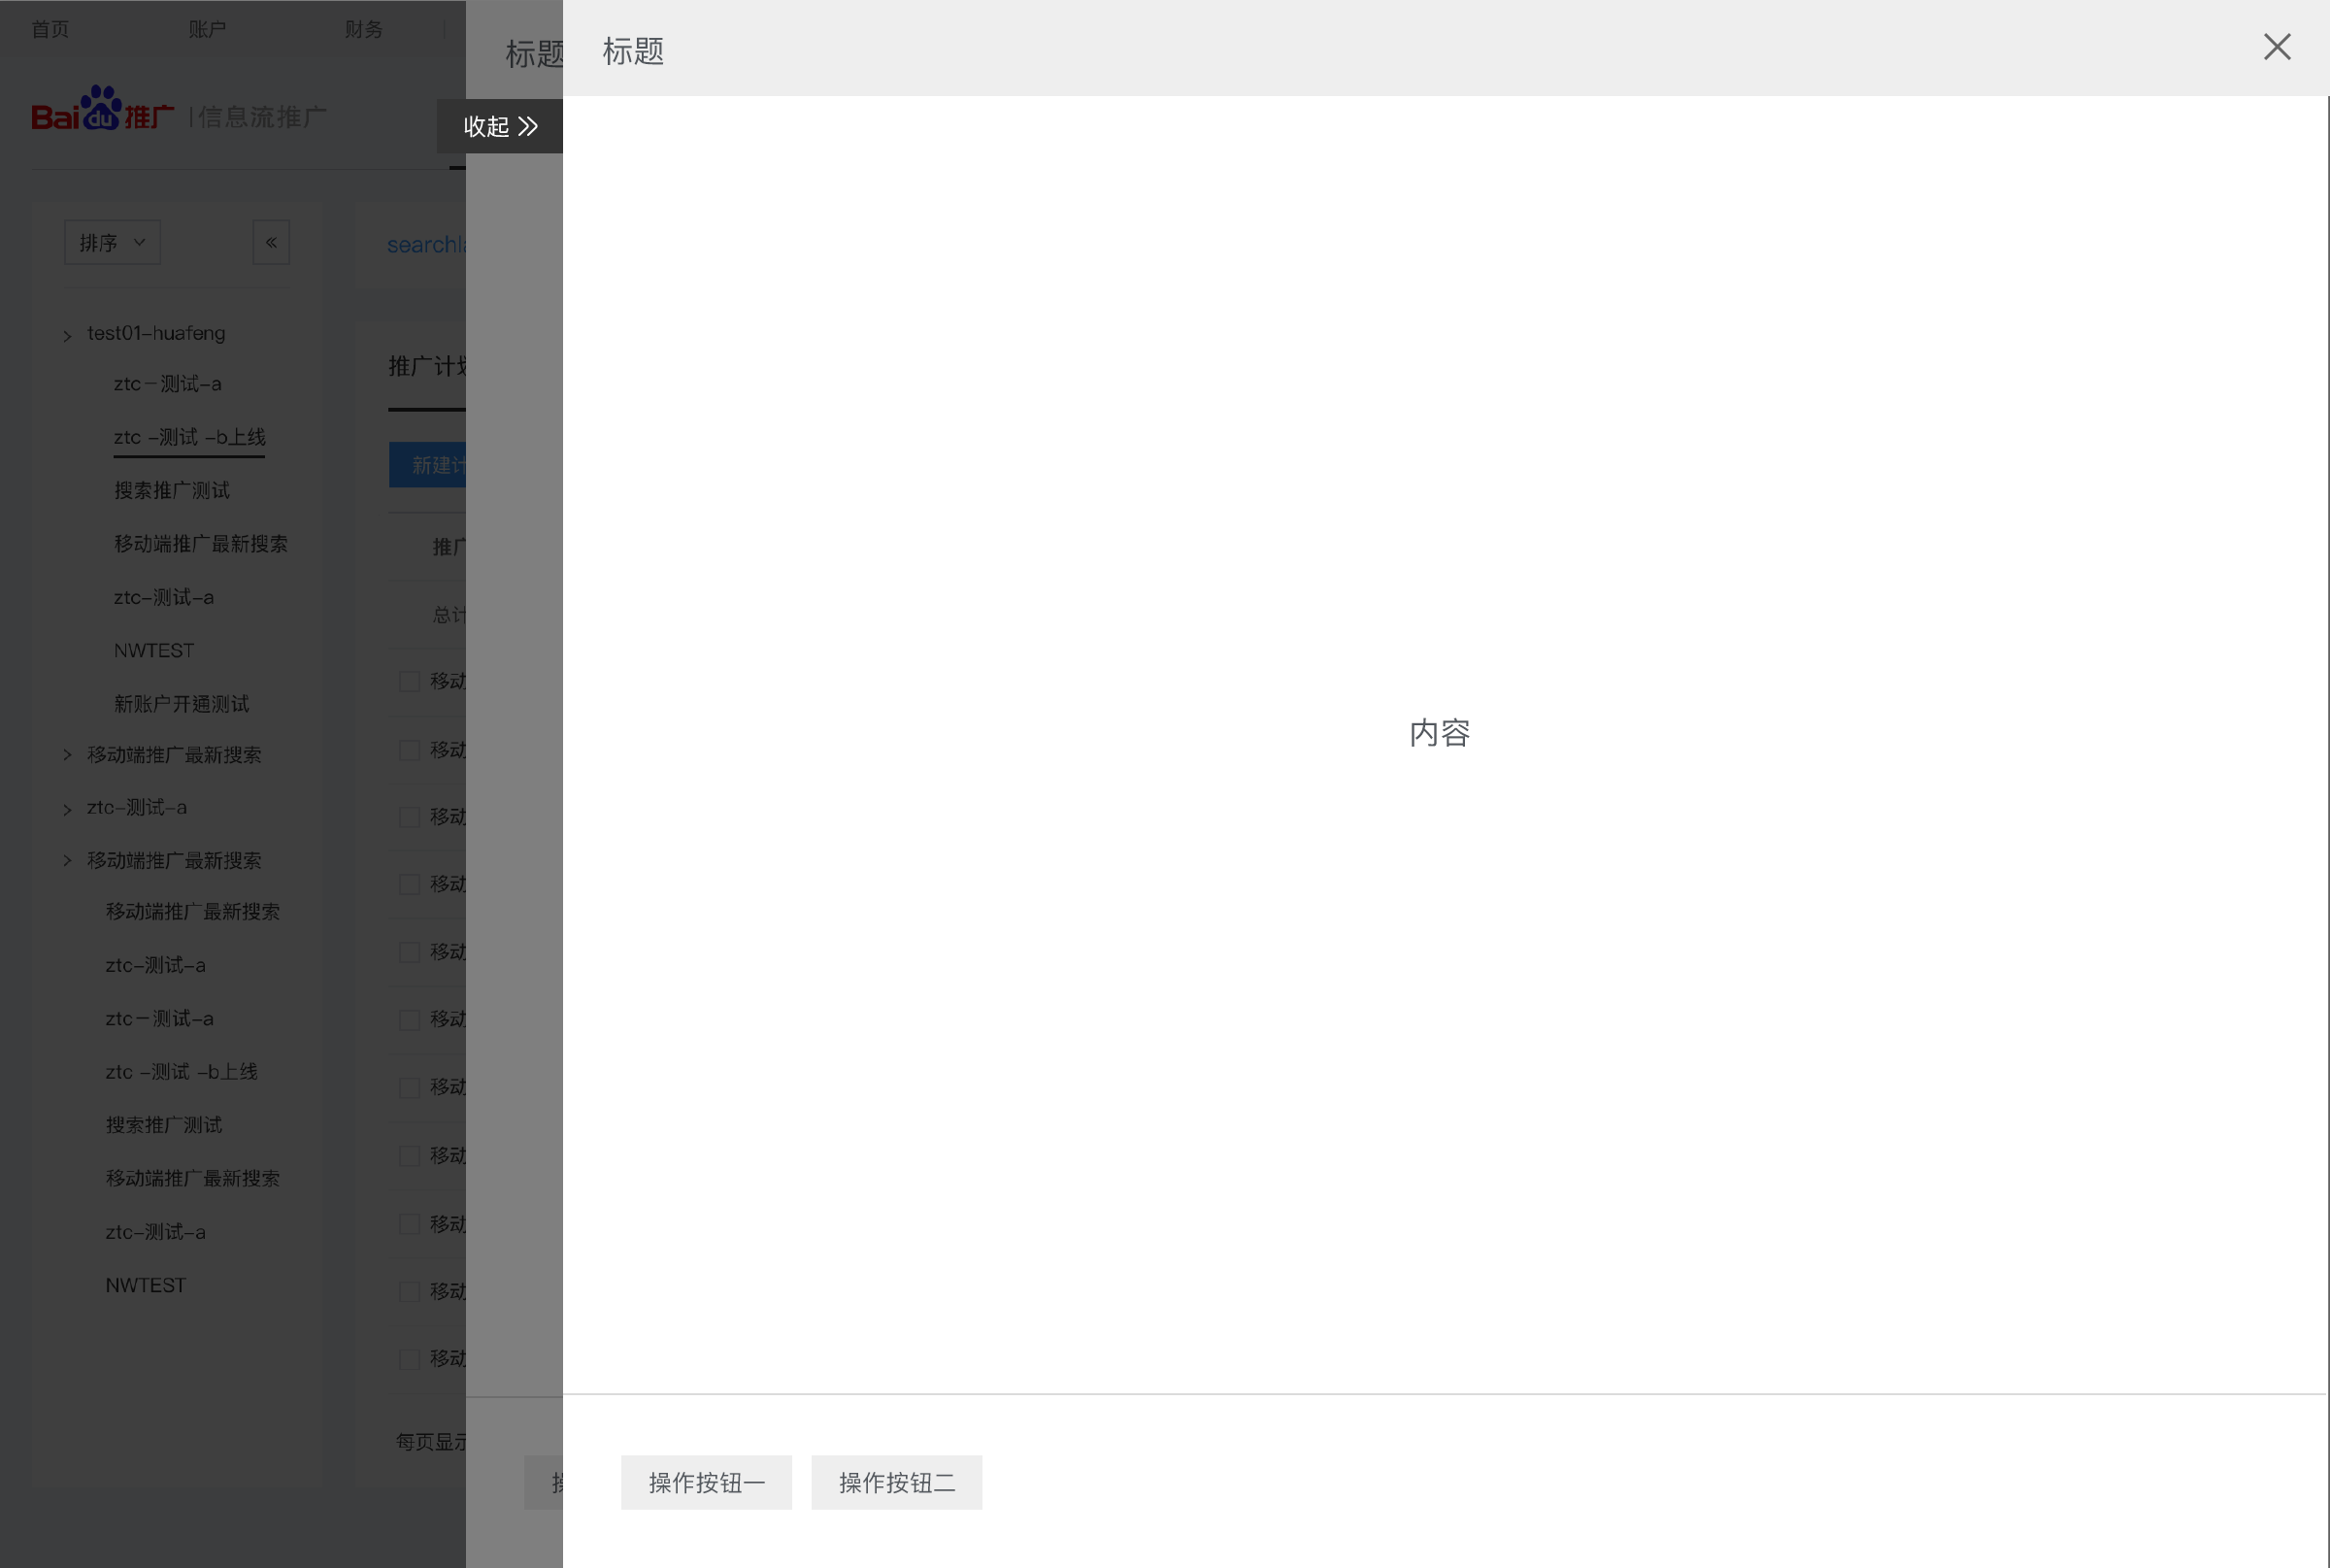 首页 账户 财务
标题
标题
Bai du 推广 | 信息流推广
收起
排序
searchla
test01-huafeng
推广计划
ztc－测试-a
ztc -测试 -b上线
新建计
搜索推广测试
移动端推广最新搜索
推广
ztc-测试-a
总计
NWTEST
移动
新账户开通测试
内容
移动端推广最新搜索
移动
ztc-测试-a
移动
移动端推广最新搜索
移动
移动端推广最新搜索
移动
ztc-测试-a
ztc－测试-a
移动
ztc -测试 -b上线
移动
搜索推广测试
移动
移动端推广最新搜索
移动
ztc-测试-a
NWTEST
移动
移动
每页显示
操
操作按钮一
操作按钮二